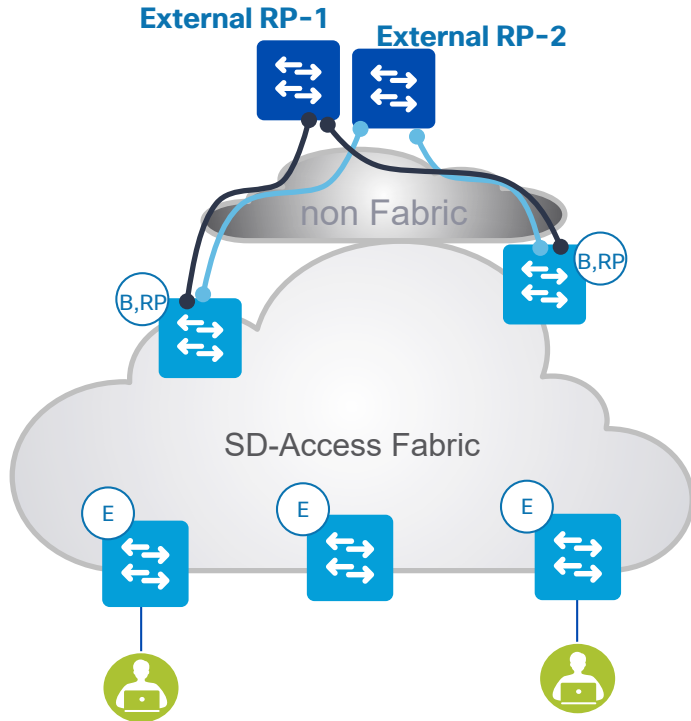 External RP-1
External RP-2
non Fabric
B,RP
B,RP
SD-Access Fabric
E
E
E